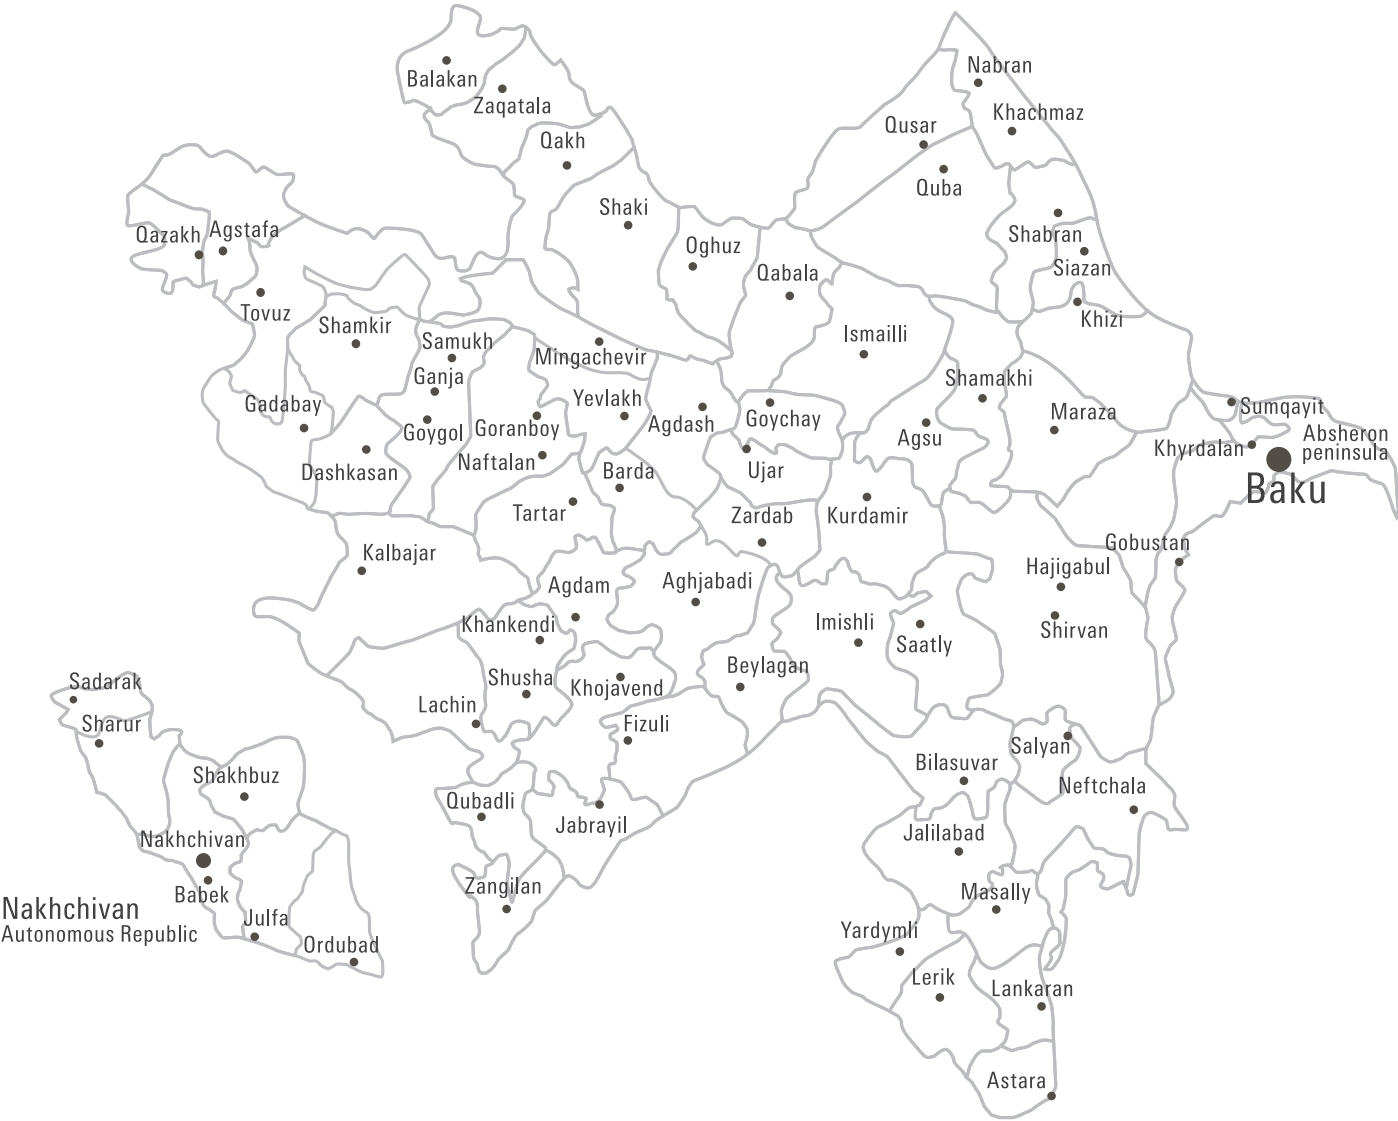 Nabran
Balakan
Zaqatala
Khachmaz
Qusar
Qakh
Quba
Shaki
Agstafa
Qazakh
Shabran
Oghuz
Siazan
Qabala
Tovuz
Khizi
Shamkir
Ismailli
Samukh
Mingachevir
Ganja
Shamakhi
Yevlakh
Gadabay
Sumqayit
Maraza
Goychay
Agdash
Goranboy
Goygol
Agsu
Absheron
peninsula
Khyrdalan
Naftalan
Dashkasan
Barda
Ujar
Baku
Tartar
Zardab
Kurdamir
Gobustan
Kalbajar
Hajigabul
Aghjabadi
Agdam
Khankendi
Imishli
Shirvan
Saatly
Beylagan
Shusha
Khojavend
Sadarak
Lachin
Sharur
Fizuli
Salyan
Bilasuvar
Shakhbuz
Neftchala
Qubadli
Jabrayil
Jalilabad
Nakhchivan
Zangilan
Masally
Babek
Nakhchivan
Autonomous Republic
Julfa
Yardymli
Ordubad
Lerik
Lankaran
Astara